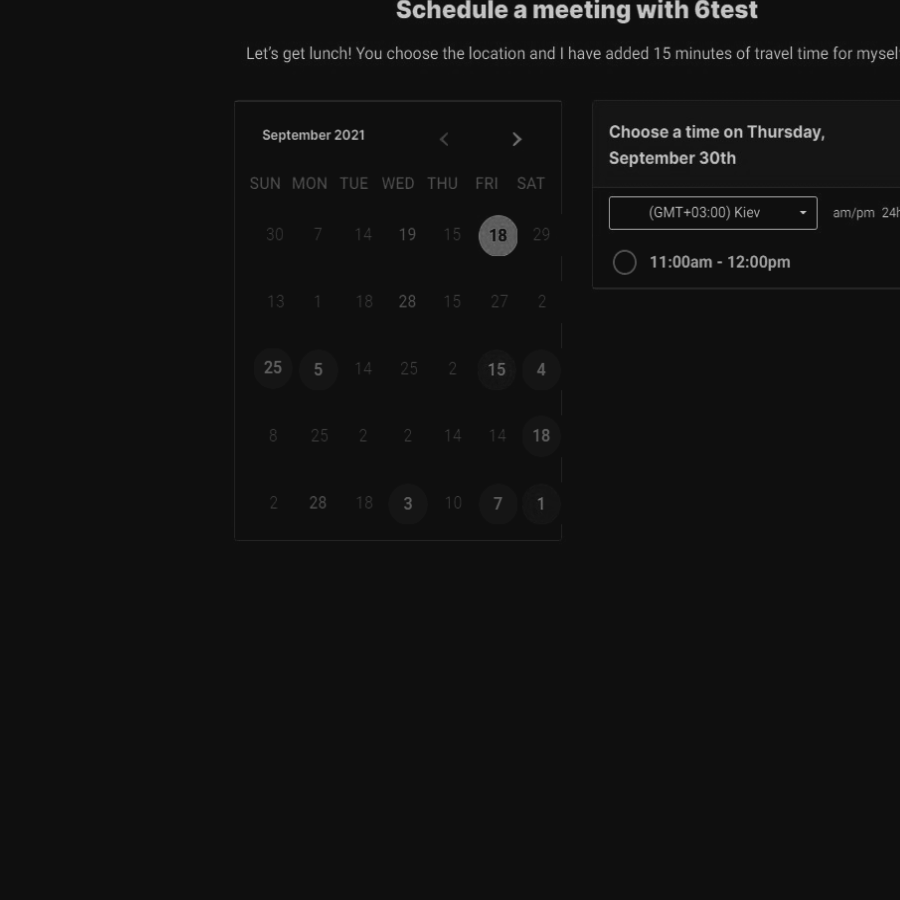 Schedule a meeting with 6test
Let's get lunch! You choose the location and I have added 15 minutes of travel time for mysel
September 2021
SUN MON TUE WED THU FRI SAT
30 7 14 19 15 18 29
13 1 18 28 15 27 2
25 5 14 25 2 15 4
8 25 2 2 14 14 18
2 28 18 3 10 7 1
Choose a time on Thursday,
September 30th
(GMT+03:00) Kiev am/pm 24h
11:00am - 12:00pm